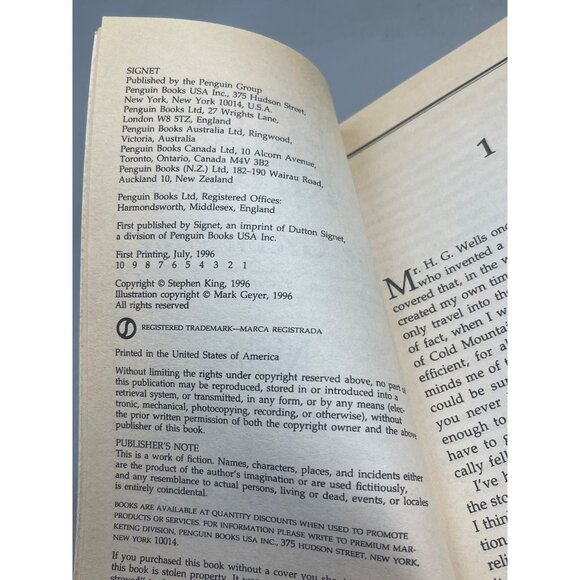 SIGNET
Published by the Penguin Group
Penguin Books USA Inc., 375 Hudson Street,
New York, New York 10014, U.S.A.
Penguin Books Ltd, 27 Wrights Lane,
London W8 5TZ, England
Penguin Books Australia Ltd, Ringwood,
Victoria, Australia
Penguin Books Canada Ltd, 10 Alcorn Avenue,
Toronto, Ontario, Canada M4V 3B2
Penguin Books (N.Z.) Ltd, 182–190 Wairau Road,
Auckland 10, New Zealand
Penguin Books Ltd, Registered Offices:
Harmondsworth, Middlesex, England
First published by Signet, an imprint of Dutton Signet,
a division of Penguin Books USA Inc.
First Printing, July, 1996
10 9 8 7 6 5 4 3 2 1
Copyright © Stephen King, 1996
Illustration copyright © Mark Geyer, 1996
All rights reserved
REGISTERED TRADEMARK—MARCA REGISTRADA
Printed in the United States of America
Without limiting the rights under copyright reserved above, no part of
this publication may be reproduced, stored in or introduced into a
retrieval system, or transmitted, in any form, or by any means (elec-
tronic, mechanical, photocopying, recording, or otherwise), without
the prior written permission of both the copyright owner and the above
publisher of this book.
PUBLISHER'S NOTE
This is a work of fiction. Names, characters, places, and incidents either
are the product of the author's imagination or are used fictitiously,
and any resemblance to actual persons, living or dead, events, or locales
is entirely coincidental.
BOOKS ARE AVAILABLE AT QUANTITY DISCOUNTS WHEN USED TO PROMOTE
PRODUCTS OR SERVICES. FOR INFORMATION PLEASE WRITE TO PREMIUM MAR-
KETING DIVISION, PENGUIN BOOKS USA INC., 375 HUDSON STREET, NEW YORK,
NEW YORK 10014.
If you purchased this book without a cover you
this book is stolen property. It
1
Mr. H. G. Wells onc
who invented a
covered that, in the w
created my own time
only travel into the
of fact, when I w
of Cold Mountai
efficient, for al
minds me of t
could be su
you never
enough to
have to g
cally fell
I've h
the sto
I thin
tion
reli